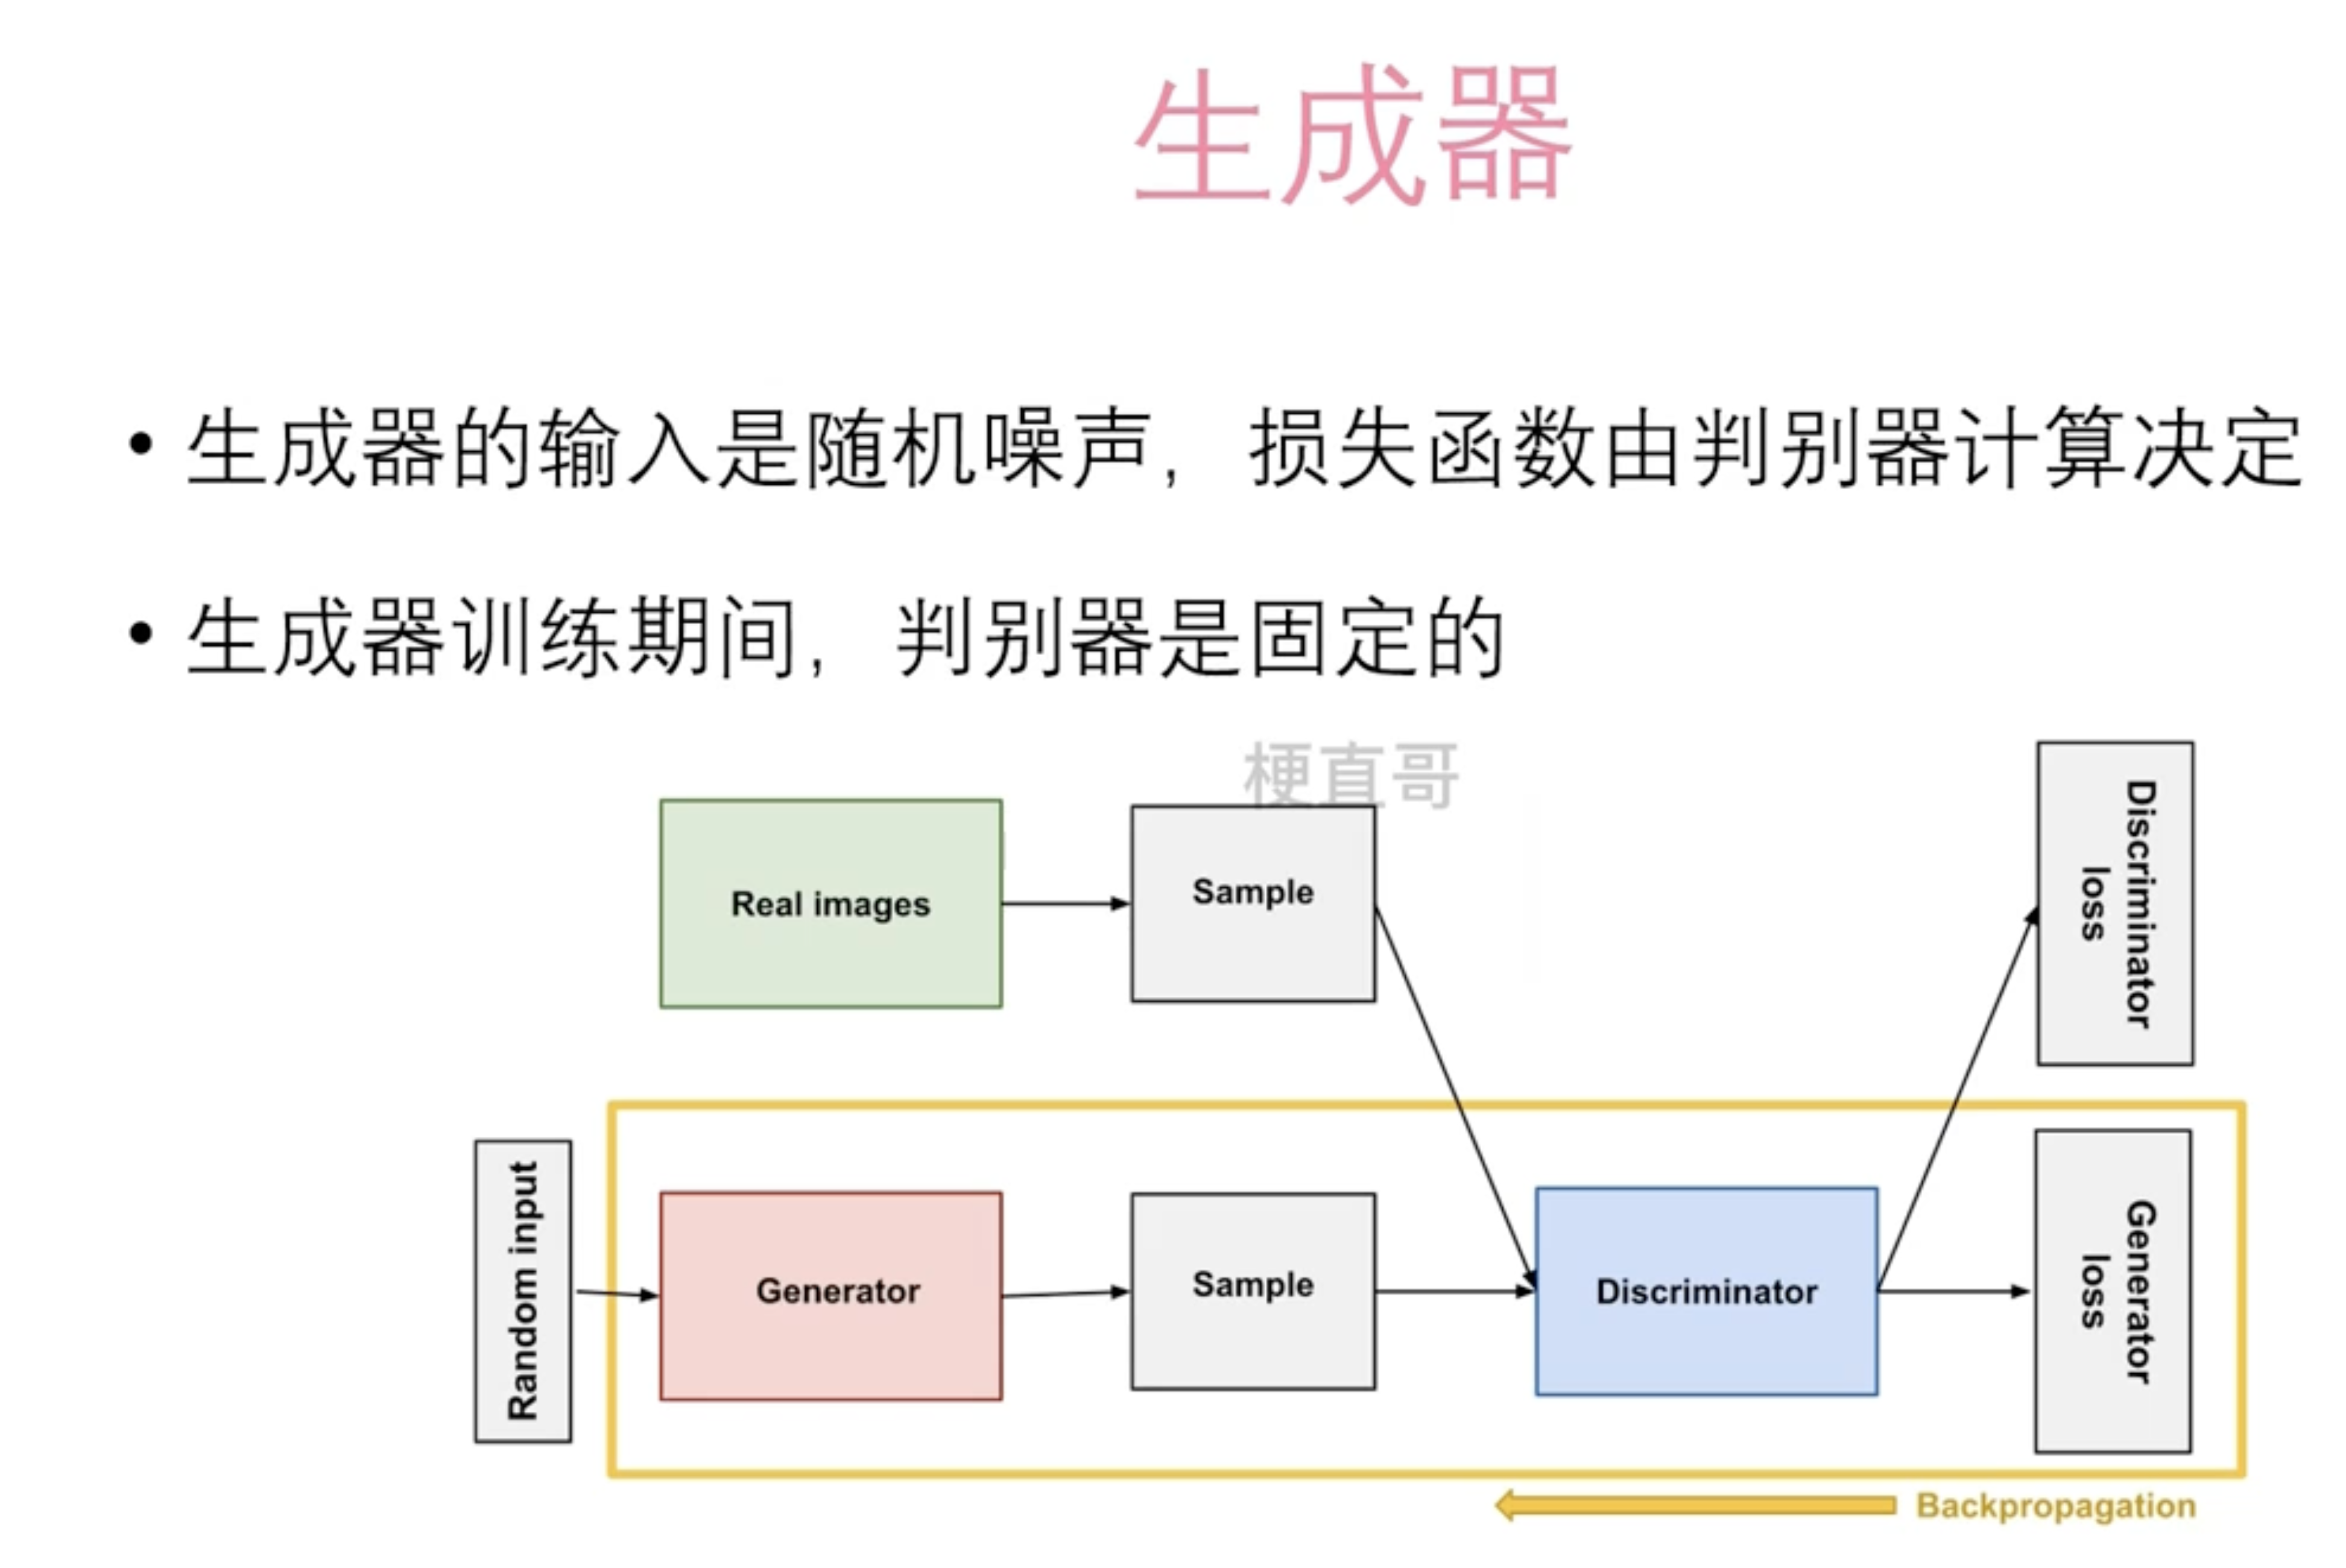 生成器
• 生成器的输入是随机噪声，损失函数由判别器计算决定
• 生成器训练期间，判别器是固定的
梗直哥
Real images
Sample
Discriminator
loss
Random input
Generator
Sample
Discriminator
Generator
loss
Backpropagation